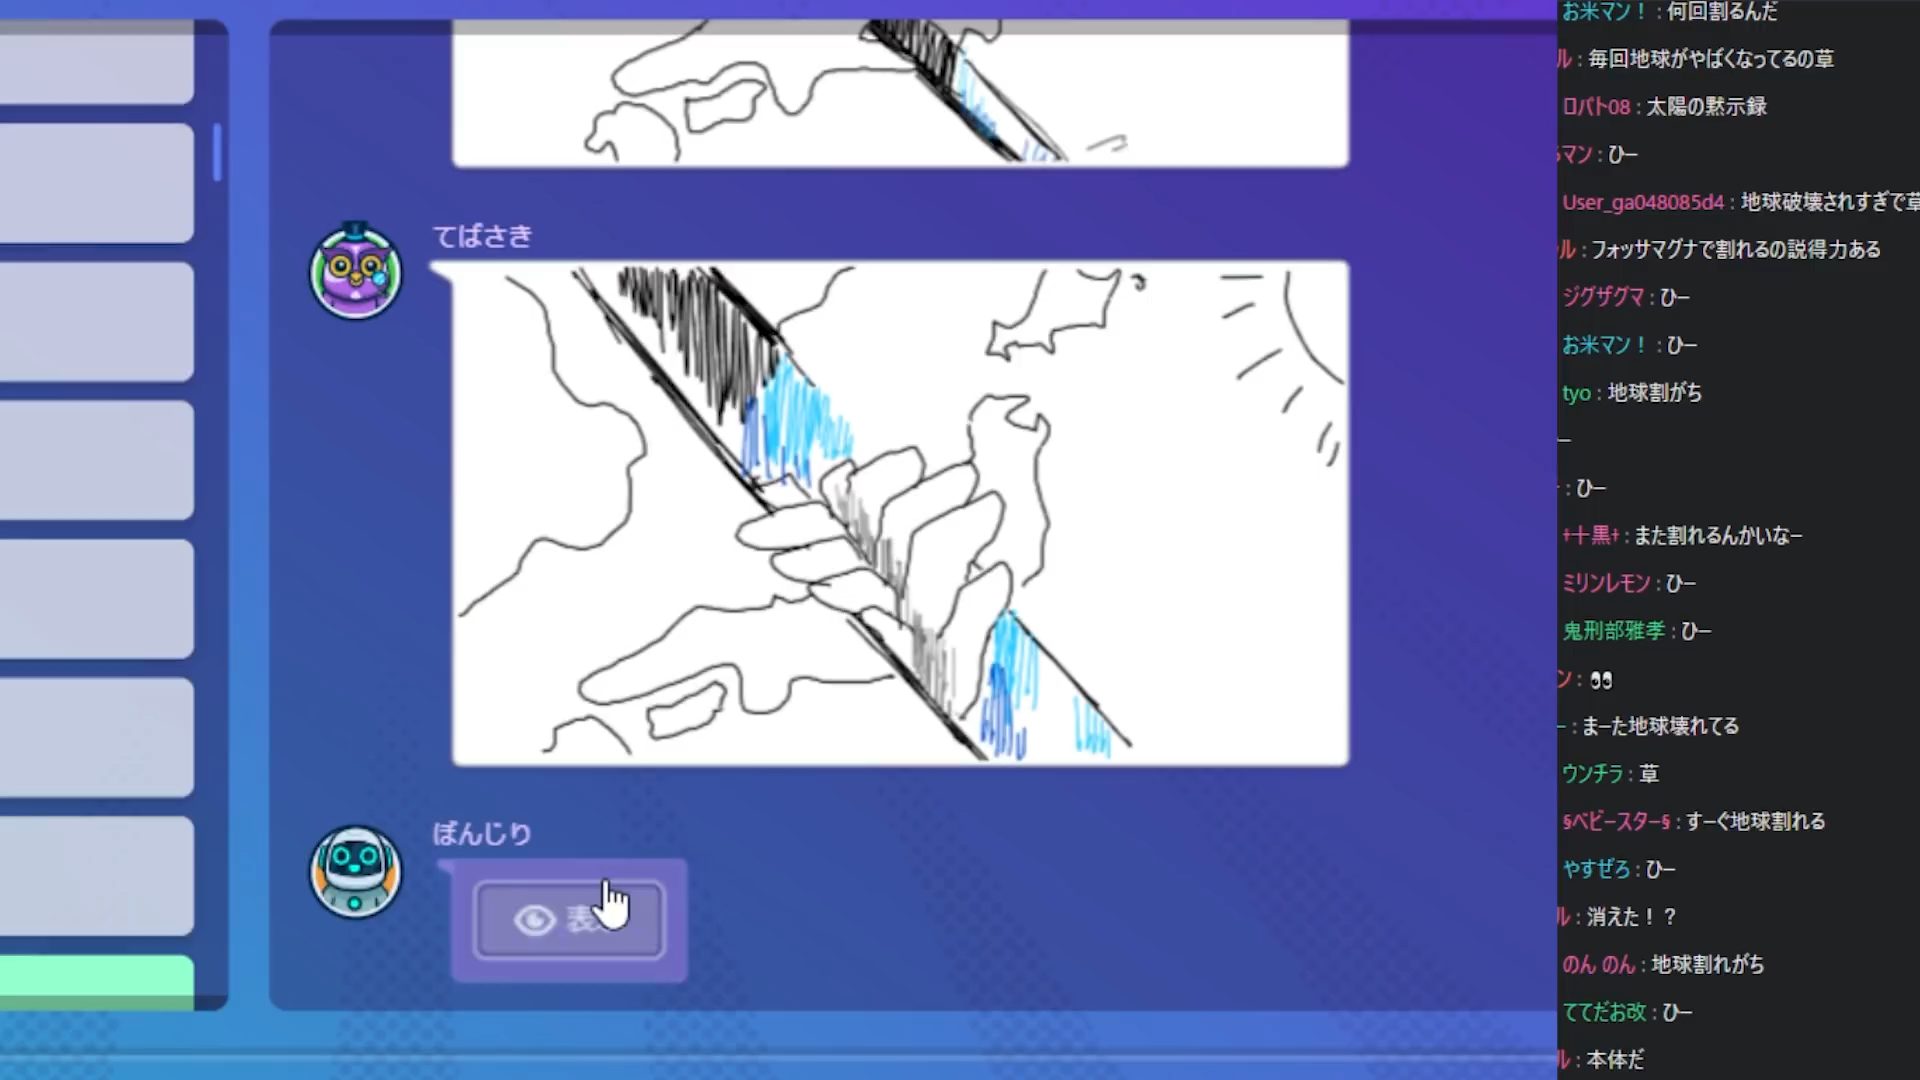 てばさき
ぼんじり
お米マン！ : 何回割るんだ
ル : 毎回地球がやばくなってるの草
ロバト08 : 太陽の黙示録
マン : ひー
User_ga048085d4 : 地球破壊されすぎで草
ル : フォッサマグナで割れるの説得力ある
ジグザグマ : ひー
お米マン！ : ひー
tyo : 地球割がち
ー
: ひー
†十黒† : また割れるんかいなー
ミリンレモン : ひー
鬼刑部雅孝 : ひー
ン : 👀
ー : まーた地球壊れてる
ウンチラ : 草
§ベビースター§ : すーぐ地球割れる
やすぜろ : ひー
ル : 消えた！？
のん のん : 地球割れがち
ててだお改 : ひー
ル : 本体だ